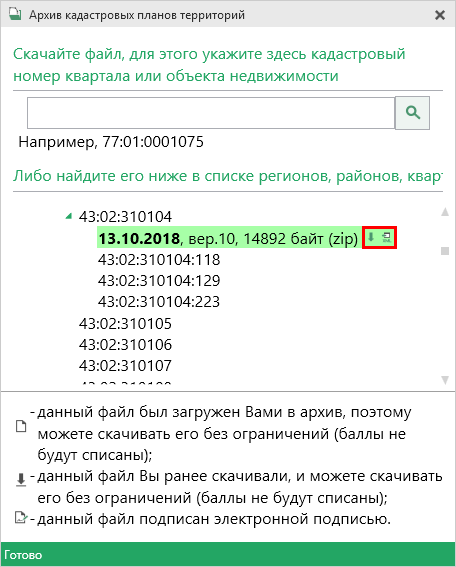 Архив кадастровых планов территорий
Скачайте файл, для этого укажите здесь кадастровый
номер квартала или объекта недвижимости
Например, 77:01:0001075
Либо найдите его ниже в списке регионов, районов, кварт
43:02:310104
13.10.2018, вер.10, 14892 байт (zip)
43:02:310104:118
43:02:310104:129
43:02:310104:223
43:02:310105
43:02:310106
43:02:310107
43:02:310108
- данный файл был загружен Вами в архив, поэтому
можете скачивать его без ограничений (баллы не
будут списаны);
- данный файл Вы ранее скачивали, и можете скачивать
его без ограничений (баллы не будут списаны);
- данный файл подписан электронной подписью.
Готово